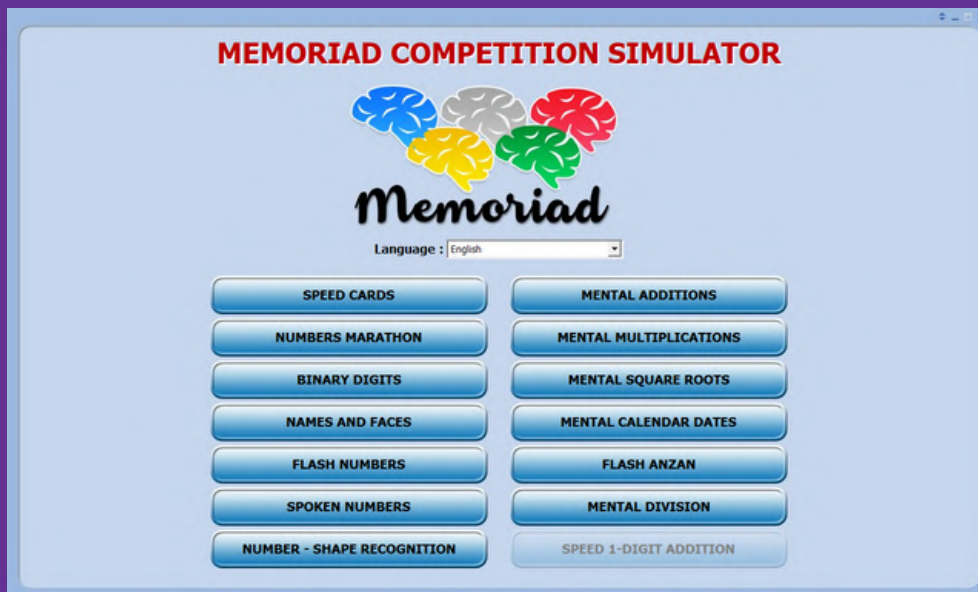 MEMORIAD COMPETITION SIMULATOR
Memoriad
Language : English
SPEED CARDS
MENTAL ADDITIONS
NUMBERS MARATHON
MENTAL MULTIPLICATIONS
BINARY DIGITS
MENTAL SQUARE ROOTS
NAMES AND FACES
MENTAL CALENDAR DATES
FLASH NUMBERS
FLASH ANZAN
SPOKEN NUMBERS
MENTAL DIVISION
NUMBER - SHAPE RECOGNITION
SPEED 1-DIGIT ADDITION